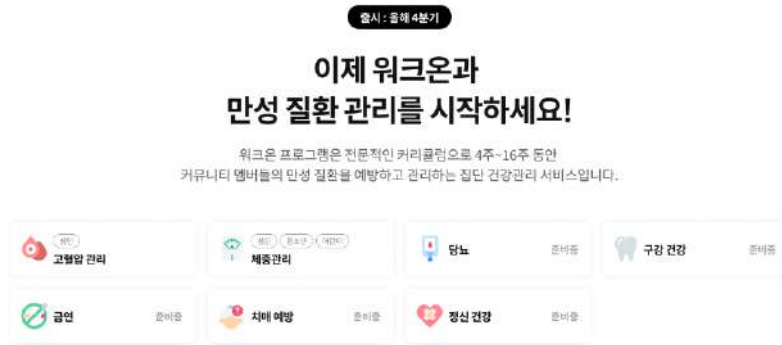 출시 : 올해 4분기
이제 워크온과
만성 질환 관리를 시작하세요!
워크온 프로그램은 전문적인 커리큘럼으로 4주~16주 동안
커뮤니티 멤버들의 만성 질환을 예방하고 관리하는 집단 건강관리 서비스입니다.
성인
고혈압 관리
성인 청소년 어린이
체중관리
당뇨 준비중
구강 건강 준비중
금연 준비중
치매 예방 준비중
정신 건강 준비중